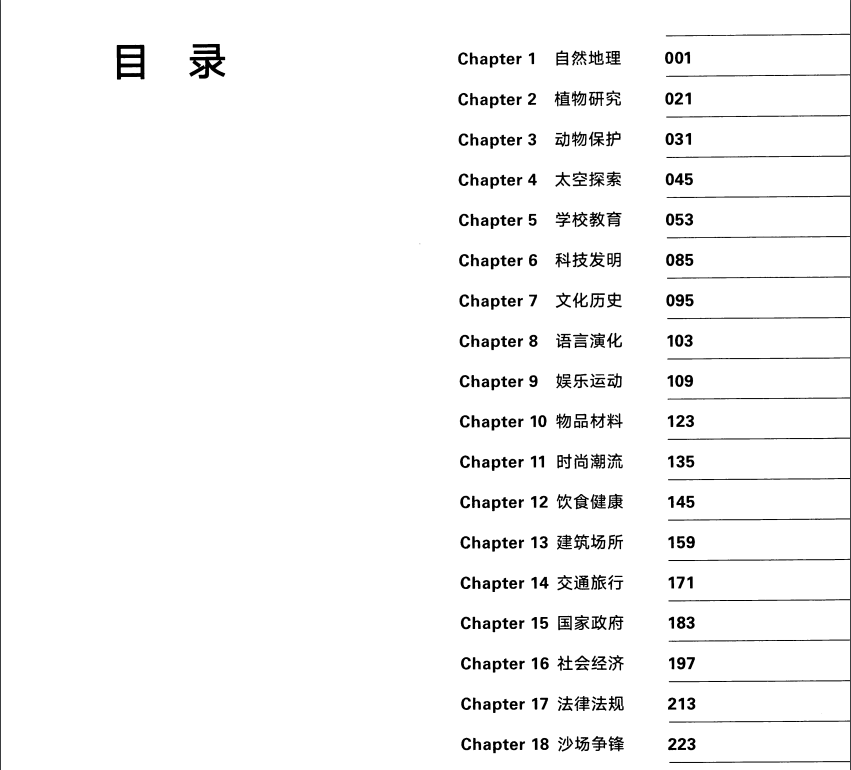 目 录
Chapter 1 自然地理 001
Chapter 2 植物研究 021
Chapter 3 动物保护 031
Chapter 4 太空探索 045
Chapter 5 学校教育 053
Chapter 6 科技发明 085
Chapter 7 文化历史 095
Chapter 8 语言演化 103
Chapter 9 娱乐运动 109
Chapter 10 物品材料 123
Chapter 11 时尚潮流 135
Chapter 12 饮食健康 145
Chapter 13 建筑场所 159
Chapter 14 交通旅行 171
Chapter 15 国家政府 183
Chapter 16 社会经济 197
Chapter 17 法律法规 213
Chapter 18 沙场争锋 223